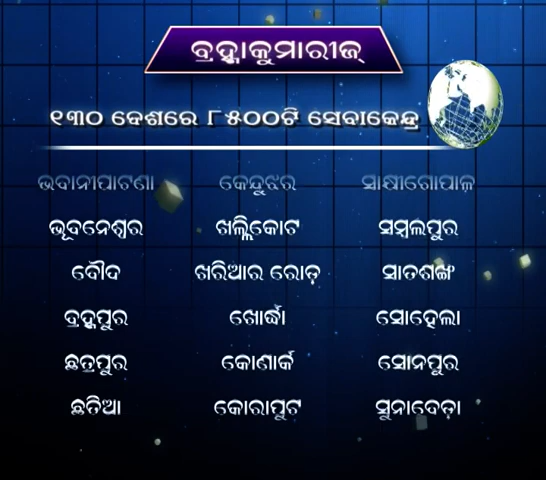 ବ୍ରହ୍ମାକୁମାରୀଜ୍
୧୩୦ ଦେଶରେ ୮୫୦୦ଟି ସେବାକେନ୍ଦ୍ର
ଭବାନୀପାଟଣା କେନ୍ଦୁଝର ସାକ୍ଷୀଗୋପାଳ
ଭୂବନେଶ୍ୱର ଖଲ୍ଲିକୋଟ ସମ୍ବଲପୁର
ବୌଦ ଖରିଆର ରୋଡ଼ ସାତଶଙ୍ଖ
ବ୍ରହ୍ମପୁର ଖୋର୍ଦ୍ଧା ସୋହେଲା
ଛତ୍ରପୁର କୋଣାର୍କ ସୋନପୁର
ଛତିଆ କୋରାପୁଟ ସୁନାବେଡ଼ା